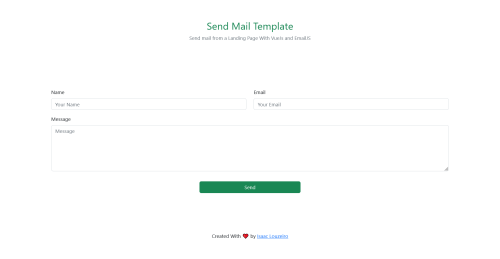 Send Mail Template
Send mail from a Landing Page With VueJs and EmailJS
Name
Email
Your Name
Your Email
Message
Message
Send
Created With ❤ by Isaac Louzeiro